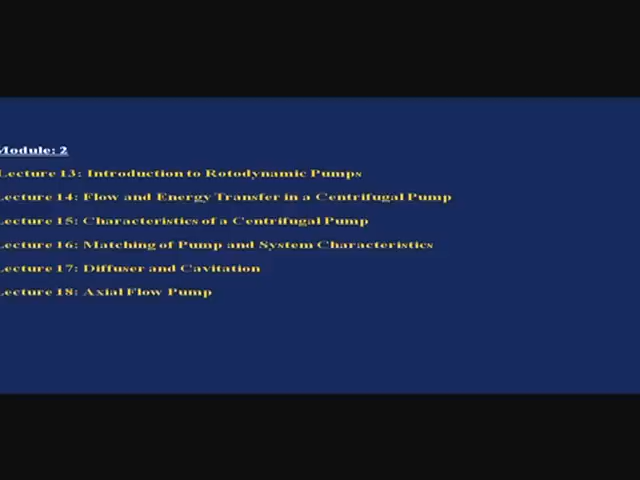 Module: 2
Lecture 13: Introduction to Rotodynamic Pumps
Lecture 14: Flow and Energy Transfer in a Centrifugal Pump
Lecture 15: Characteristics of a Centrifugal Pump
Lecture 16: Matching of Pump and System Characteristics
Lecture 17: Diffuser and Cavitation
Lecture 18: Axial Flow Pump